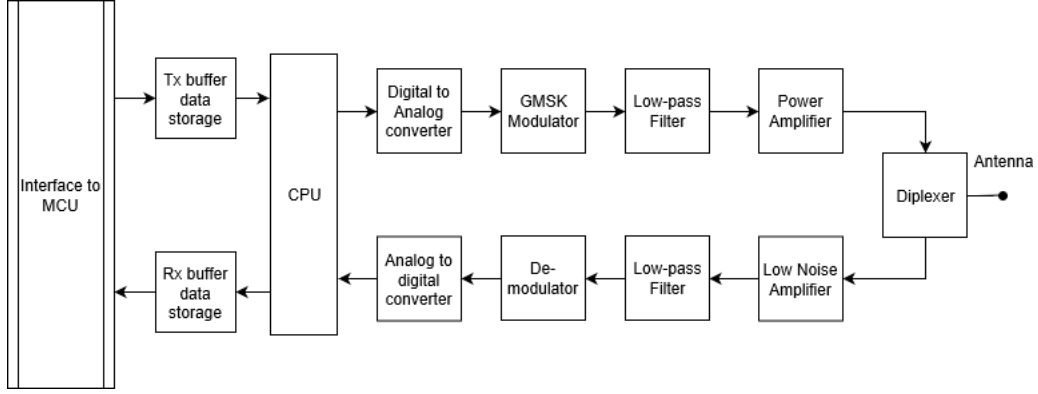 Interface to
MCU
Tx buffer
data
storage
CPU
Digital to
Analog
converter
GMSK
Modulator
Low-pass
Filter
Power
Amplifier
Diplexer
Antenna
Rx buffer
data
storage
Analog to
digital
converter
De-
modulator
Low-pass
Filter
Low Noise
Amplifier